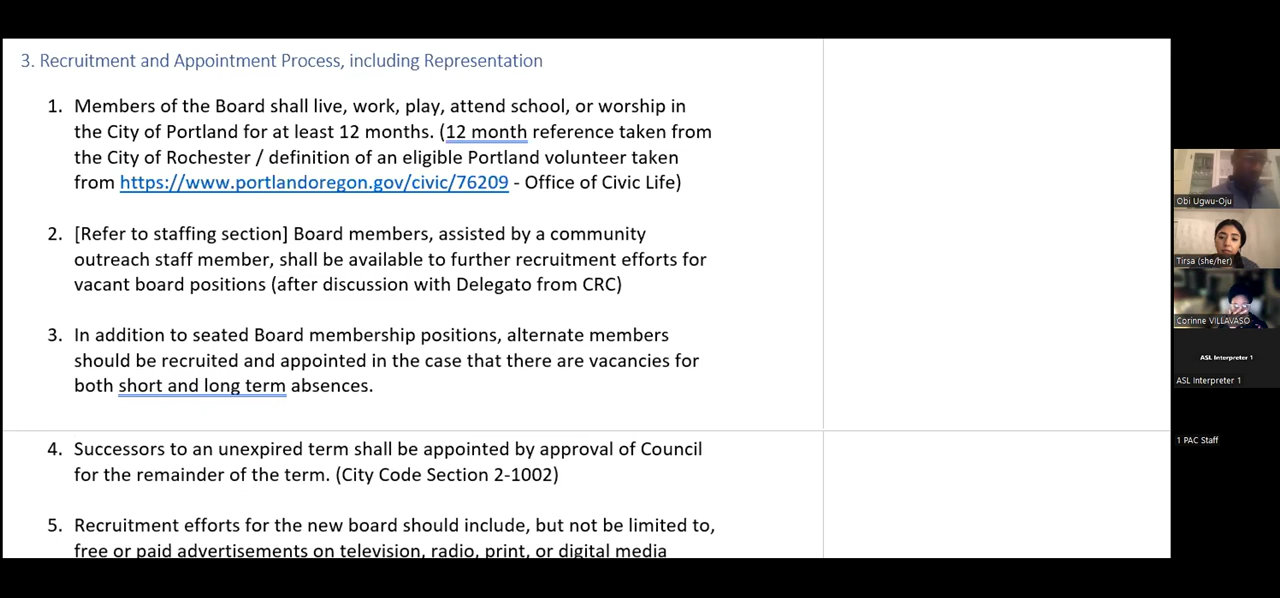 3. Recruitment and Appointment Process, including Representation
1. Members of the Board shall live, work, play, attend school, or worship in
the City of Portland for at least 12 months. (12 month reference taken from
the City of Rochester / definition of an eligible Portland volunteer taken
from https://www.portlandoregon.gov/civic/76209 - Office of Civic Life)
2. [Refer to staffing section] Board members, assisted by a community
outreach staff member, shall be available to further recruitment efforts for
vacant board positions (after discussion with Delegato from CRC)
3. In addition to seated Board membership positions, alternate members
should be recruited and appointed in the case that there are vacancies for
both short and long term absences.
4. Successors to an unexpired term shall be appointed by approval of Council
for the remainder of the term. (City Code Section 2-1002)
5. Recruitment efforts for the new board should include, but not be limited to,
free or paid advertisements on television, radio, print, or digital media
Obi Ugwu-Oju
Tirsa (she/her)
Corinne VILLAVASO
ASL Interpreter 1
ASL Interpreter 1
1 PAC Staff